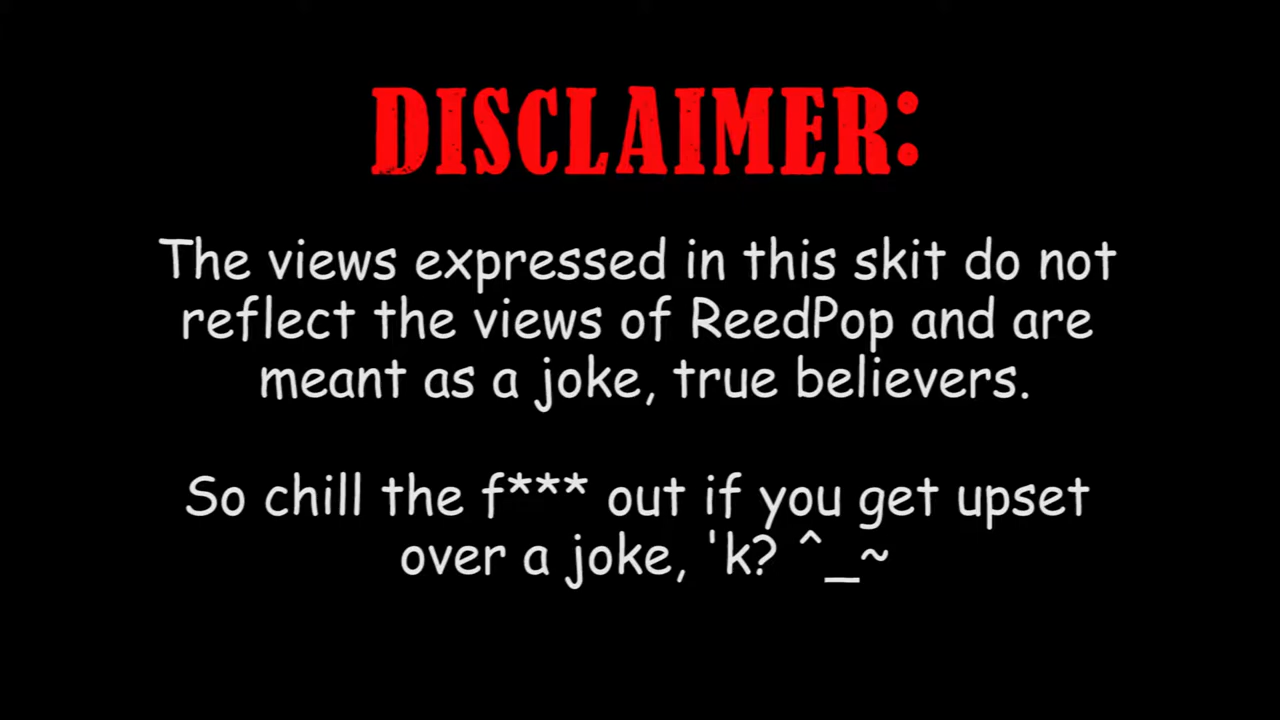 DISCLAIMER:
The views expressed in this skit do not
reflect the views of ReedPop and are
meant as a joke, true believers.
So chill the f*** out if you get upset
over a joke, 'k? ^_~